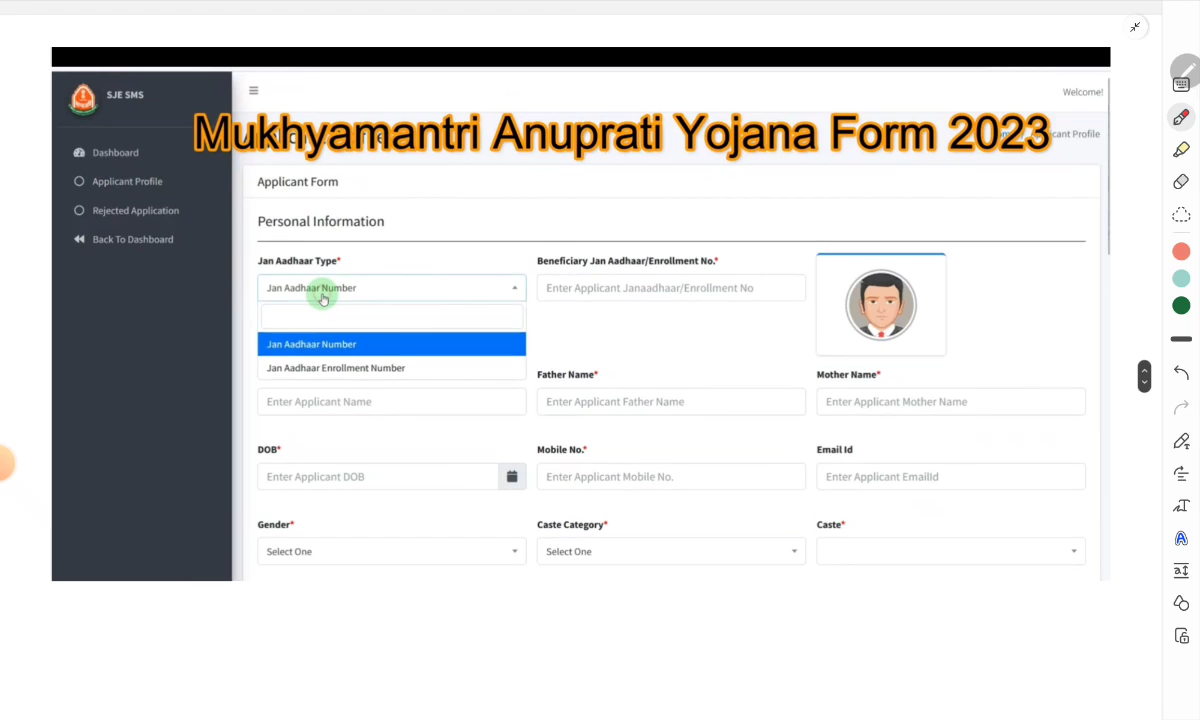 SJE SMS
Welcome!
Mukhyamantri Anuprati Yojana Form 2023
cant Profile
Dashboard
Applicant Profile
Rejected Application
Back To Dashboard
Applicant Form
Personal Information
Jan Aadhaar Type*
Beneficiary Jan Aadhaar/Enrollment No.*
Jan Aadhaar Number
Enter Applicant Janaadhaar/Enrollment No
Jan Aadhaar Number
Jan Aadhaar Enrollment Number
Father Name*
Mother Name*
Enter Applicant Name
Enter Applicant Father Name
Enter Applicant Mother Name
DOB*
Mobile No.*
Email Id
Enter Applicant DOB
Enter Applicant Mobile No.
Enter Applicant EmailId
Gender*
Caste Category*
Caste*
Select One
Select One